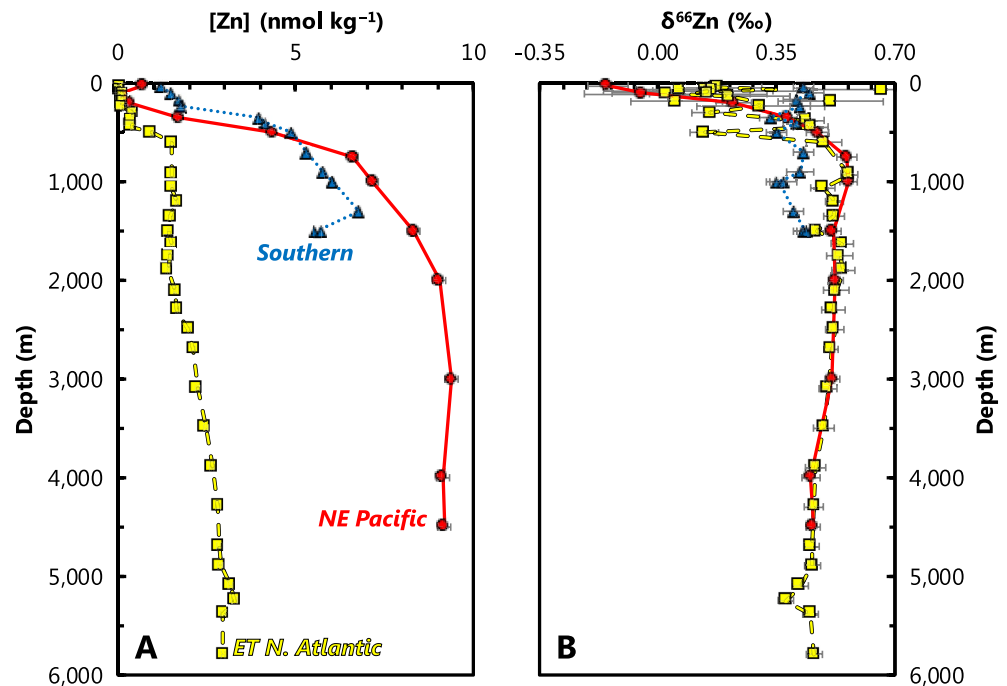 [Zn] (nmol kg⁻¹)
δ⁶⁶Zn (‰)
0 5 10
-0.35 0.00 0.35 0.70
0
1,000
2,000
3,000
4,000
5,000
6,000
Depth (m)
Southern
NE Pacific
ET N. Atlantic
A
B
0
1,000
2,000
3,000
4,000
5,000
6,000
Depth (m)